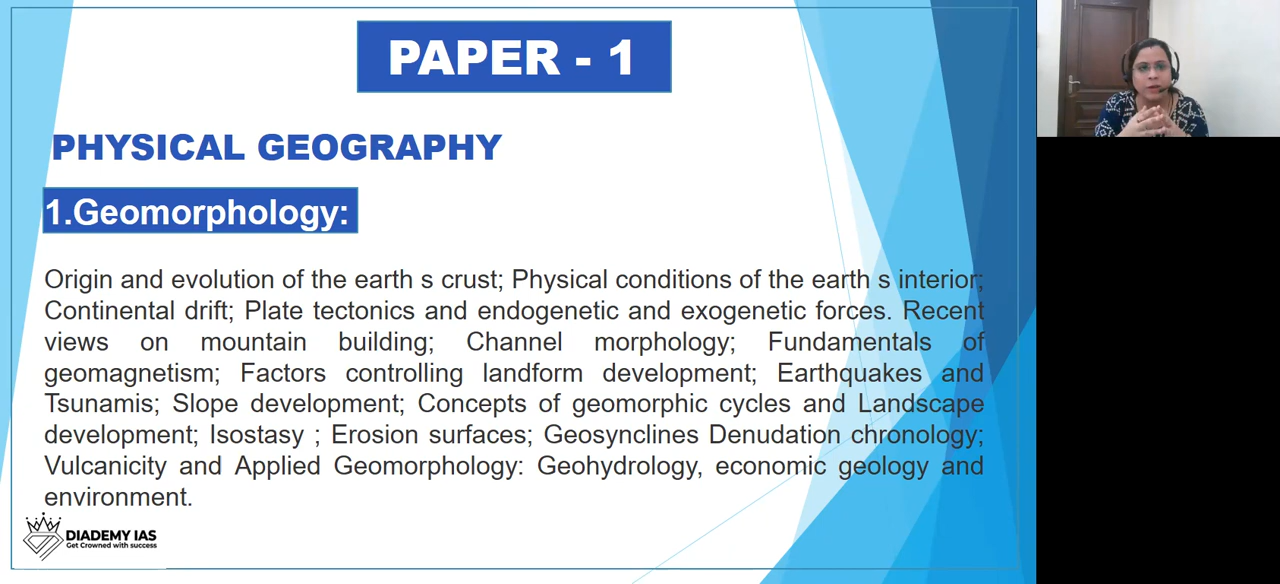 PAPER - 1
PHYSICAL GEOGRAPHY
1.Geomorphology:
Origin and evolution of the earth s crust; Physical conditions of the earth s interior;
Continental drift; Plate tectonics and endogenetic and exogenetic forces. Recent
views on mountain building; Channel morphology; Fundamentals of
geomagnetism; Factors controlling landform development; Earthquakes and
Tsunamis; Slope development; Concepts of geomorphic cycles and Landscape
development; Isostasy ; Erosion surfaces; Geosynclines Denudation chronology;
Vulcanicity and Applied Geomorphology: Geohydrology, economic geology and
environment.
DIADEMY IAS
Get Crowned with success